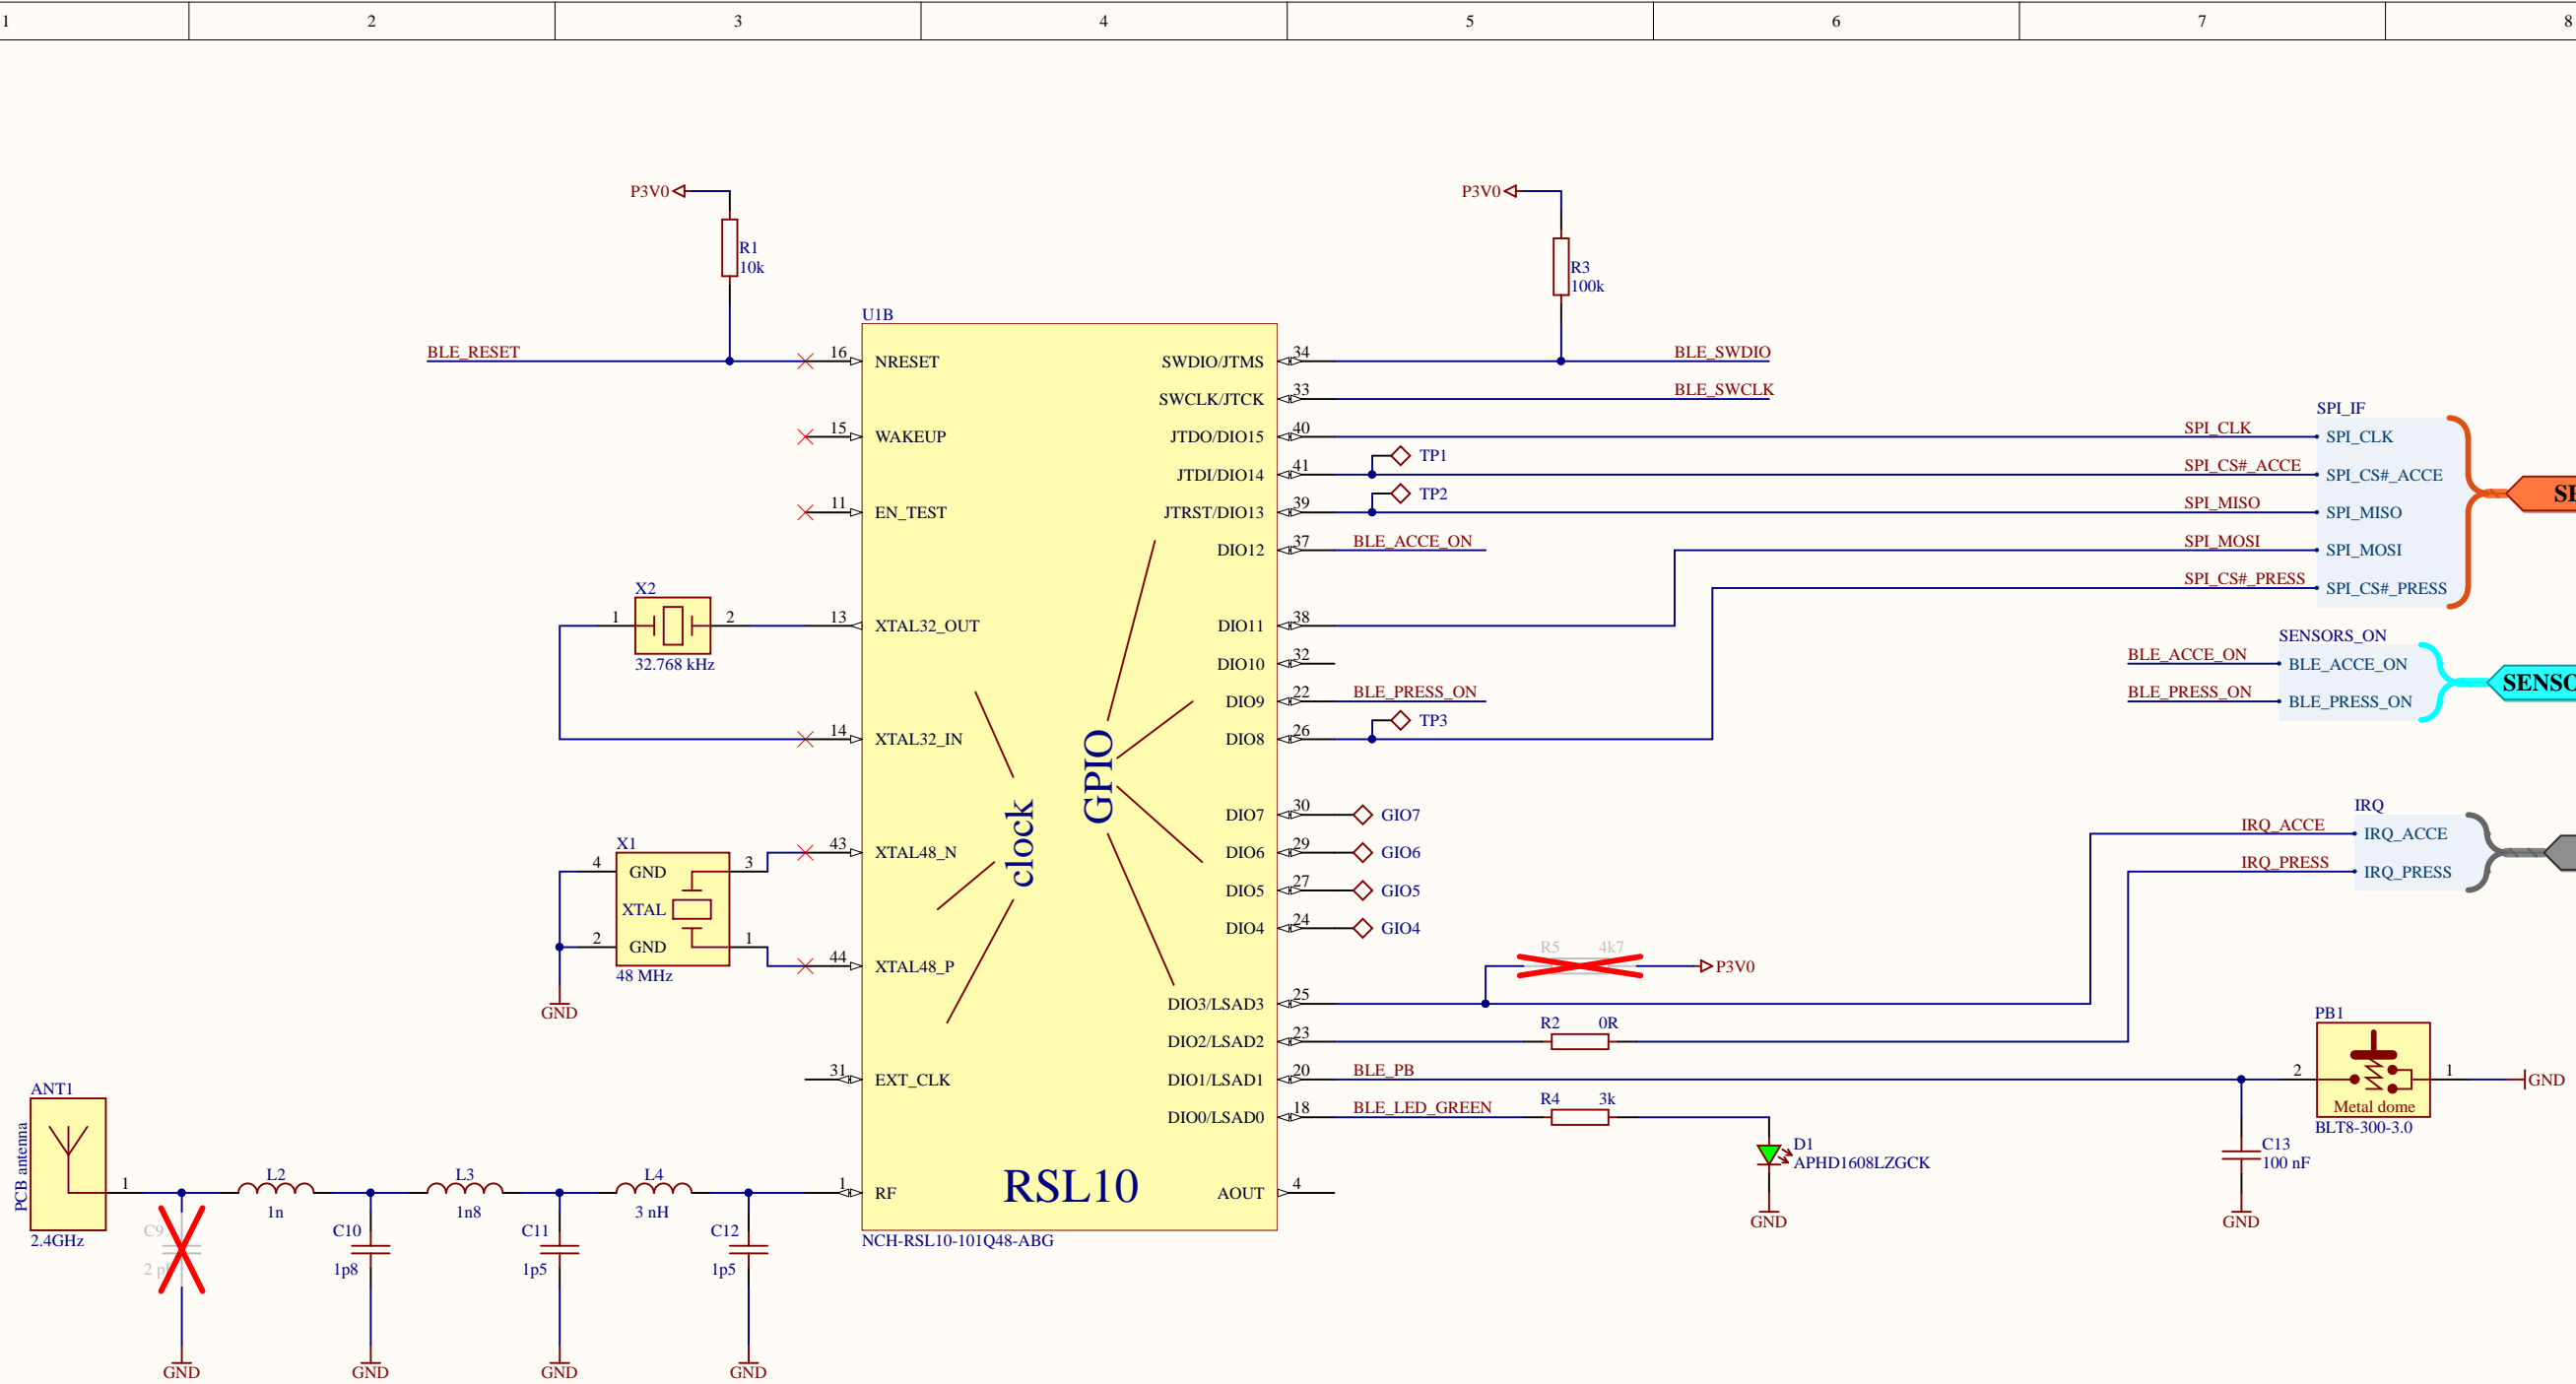 1 2 3 4 5 6 7 8
P3V0
R1
10k
P3V0
R3
100k
U1B
BLE_RESET
16 NRESET
15 WAKEUP
11 EN_TEST
X2
1 2
32.768 kHz
13 XTAL32_OUT
14 XTAL32_IN
X1
4 GND 3
XTAL
2 GND 1
48 MHz
GND
43 XTAL48_N
44 XTAL48_P
31 EXT_CLK
1 RF
clock
GPIO
RSL10
NCH-RSL10-101Q48-ABG
SWDIO/JTMS 34 BLE_SWDIO
SWCLK/JTCK 33 BLE_SWCLK
JTDO/DIO15 40 SPI_CLK
TP1
JTDI/DIO14 41 SPI_CS#_ACCE
TP2
JTRST/DIO13 39 SPI_MISO
DIO12 37 BLE_ACCE_ON
SPI_MOSI
SPI_CS#_PRESS
DIO11 38
DIO10 32
DIO9 22 BLE_PRESS_ON
TP3
DIO8 26
DIO7 30 GIO7
DIO6 29 GIO6
DIO5 27 GIO5
DIO4 24 GIO4
R5 4k7
P3V0
DIO3/LSAD3 25
DIO2/LSAD2 23 R2 0R
DIO1/LSAD1 20 BLE_PB
DIO0/LSAD0 18 BLE_LED_GREEN R4 3k
AOUT 4
D1
APHD1608LZGCK
GND
SPI_IF
SPI_CLK
SPI_CS#_ACCE
SPI_MISO
SPI_MOSI
SPI_CS#_PRESS
SENSORS_ON
BLE_ACCE_ON BLE_ACCE_ON
BLE_PRESS_ON BLE_PRESS_ON
SENSO
IRQ
IRQ_ACCE IRQ_ACCE
IRQ_PRESS IRQ_PRESS
PB1
2 1 GND
Metal dome
BLT8-300-3.0
C13
100 nF
GND
ANT1
PCB antenna
1
2.4GHz
L2
1n
L3
1n8
L4
3 nH
C9
2 p
C10
1p8
C11
1p5
C12
1p5
GND GND GND GND